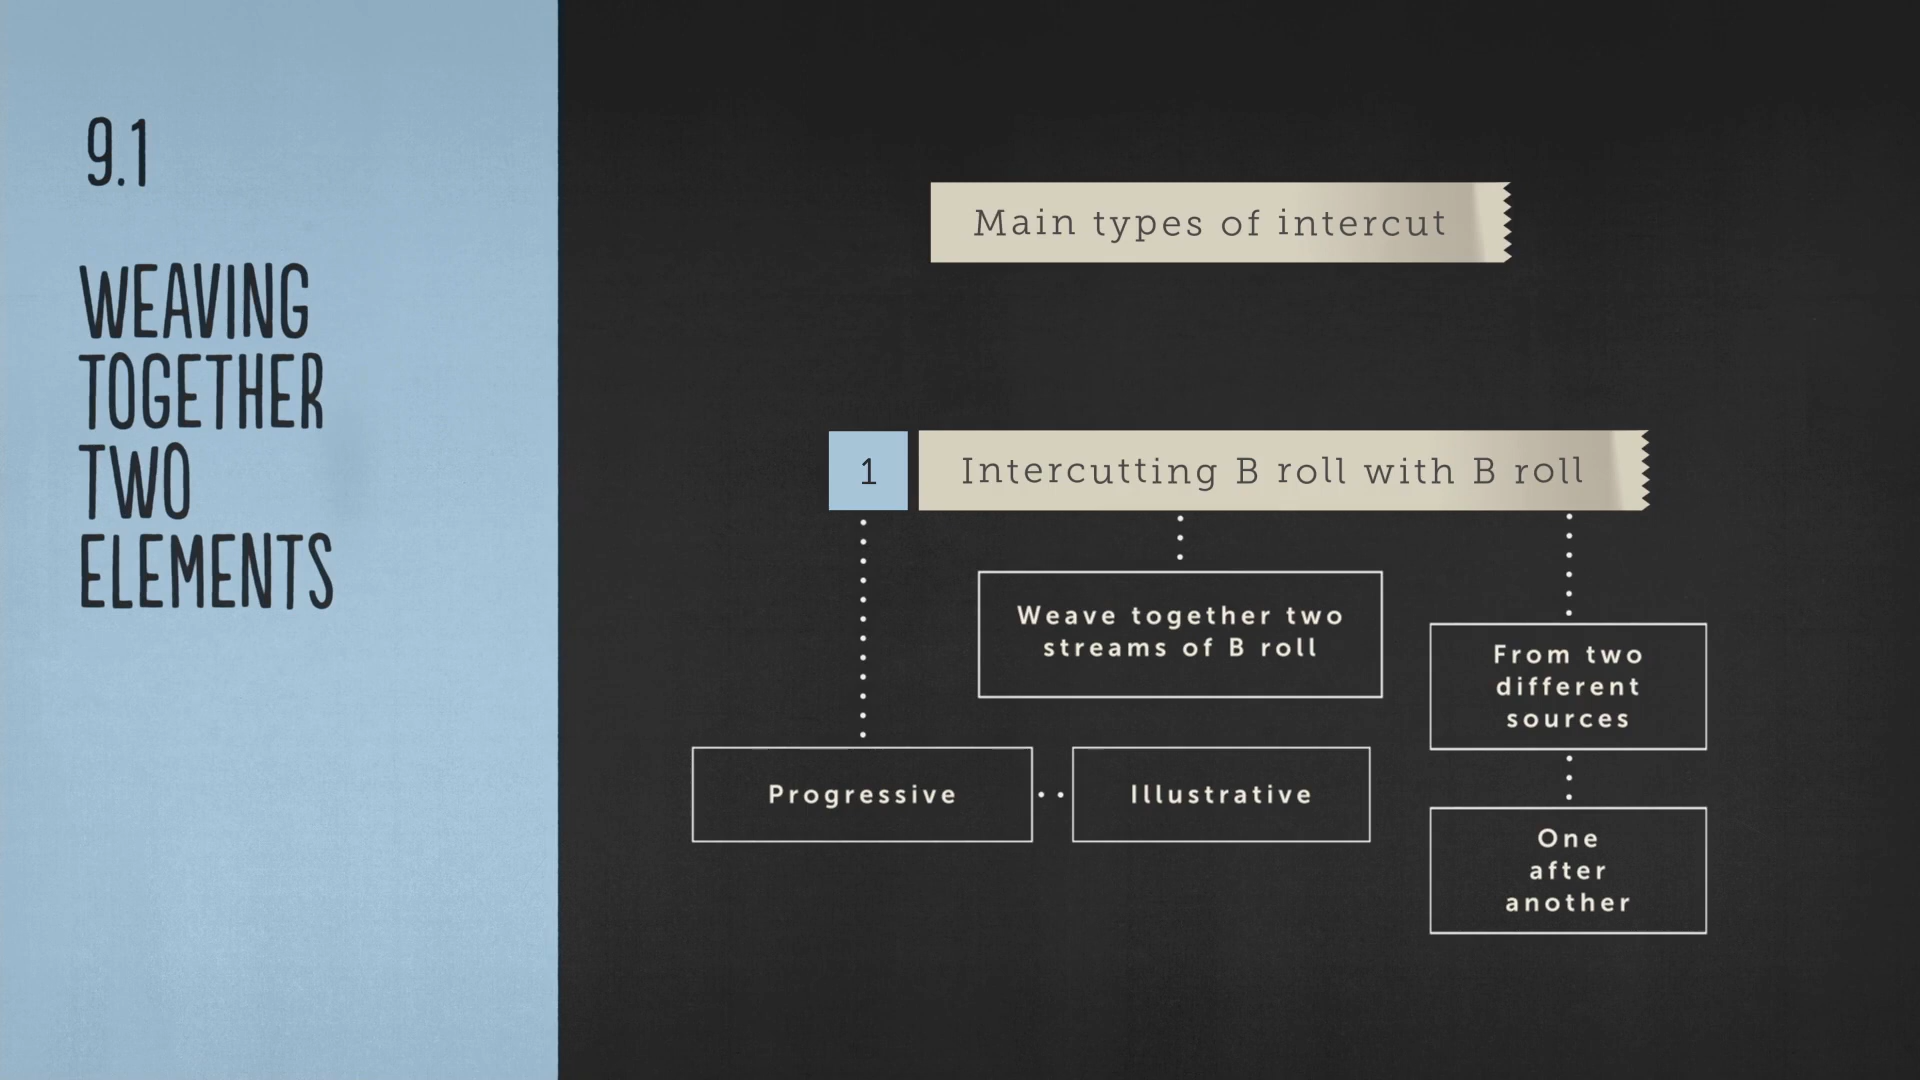 9.1
WEAVING
TOGETHER
TWO
ELEMENTS
Main types of intercut
1
Intercutting B roll with B roll
Weave together two
streams of B roll
From two
different
sources
Progressive
Illustrative
One
after
another